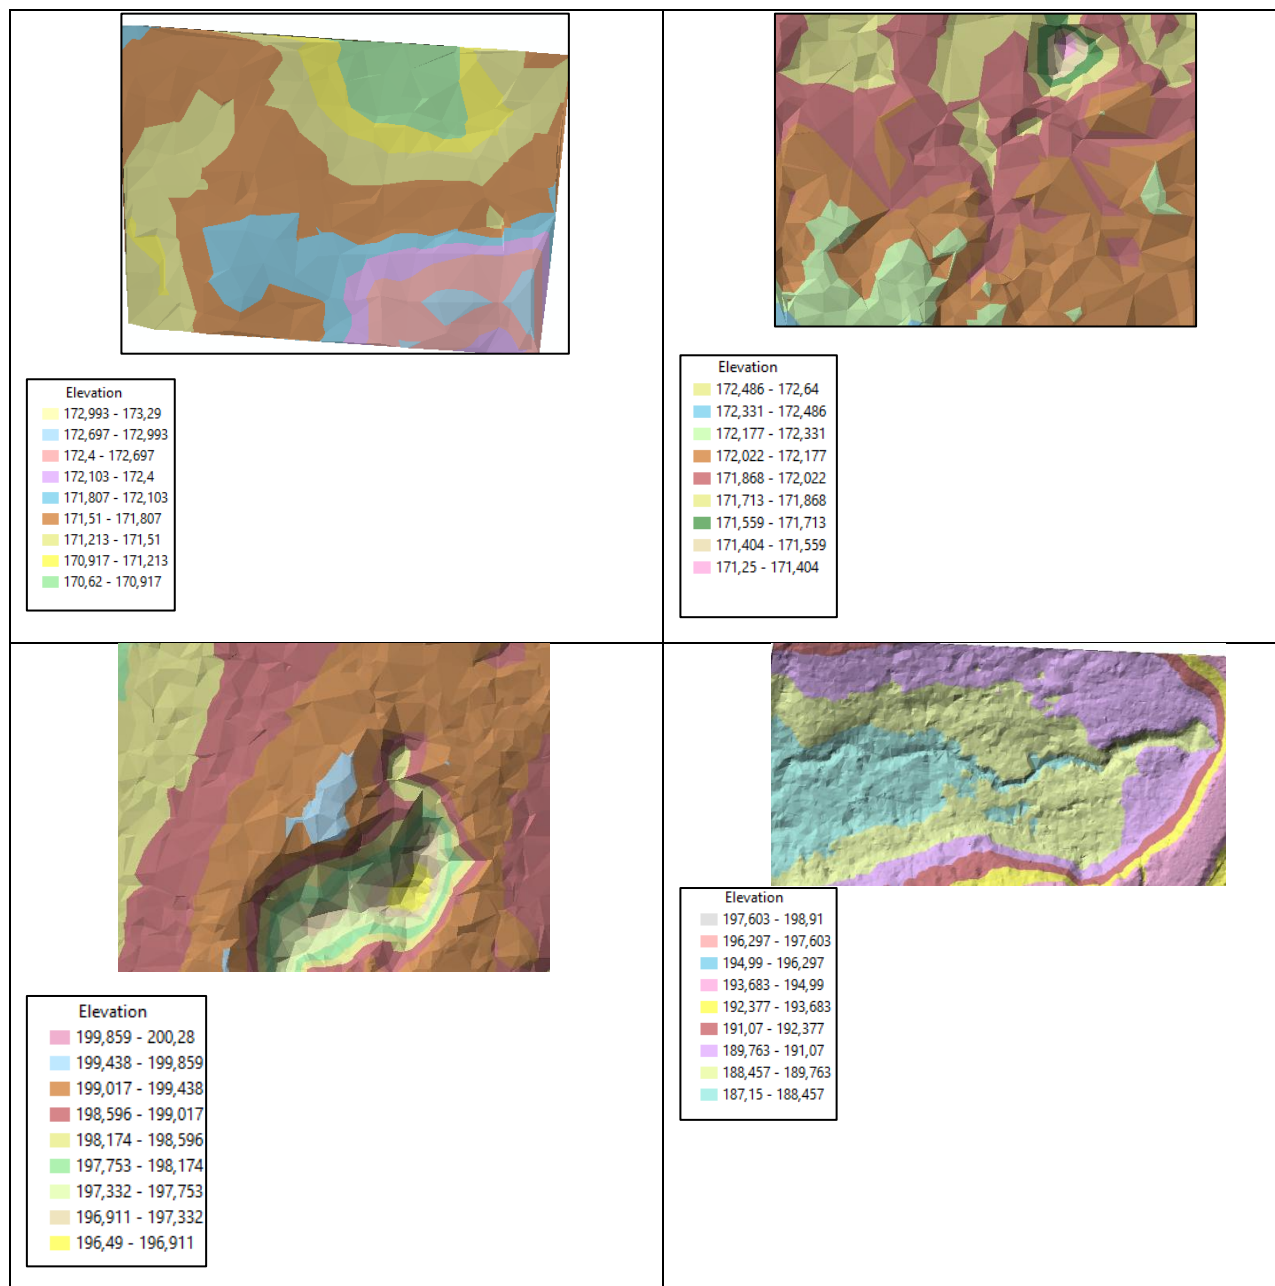 Elevation
172,993 - 173,29
172,697 - 172,993
172,4 - 172,697
172,103 - 172,4
171,807 - 172,103
171,51 - 171,807
171,213 - 171,51
170,917 - 171,213
170,62 - 170,917
Elevation
172,486 - 172,64
172,331 - 172,486
172,177 - 172,331
172,022 - 172,177
171,868 - 172,022
171,713 - 171,868
171,559 - 171,713
171,404 - 171,559
171,25 - 171,404
Elevation
199,859 - 200,28
199,438 - 199,859
199,017 - 199,438
198,596 - 199,017
198,174 - 198,596
197,753 - 198,174
197,332 - 197,753
196,911 - 197,332
196,49 - 196,911
Elevation
197,603 - 198,91
196,297 - 197,603
194,99 - 196,297
193,683 - 194,99
192,377 - 193,683
191,07 - 192,377
189,763 - 191,07
188,457 - 189,763
187,15 - 188,457